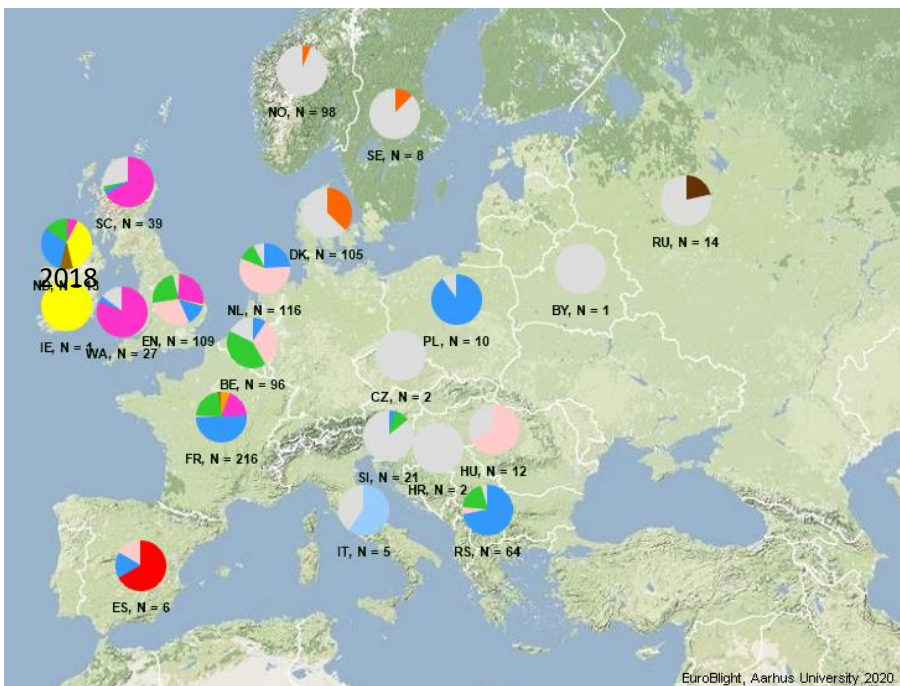 NO, N = 98
SE, N = 8
SC, N = 39
RU, N = 14
DK, N = 105
2018
N = 13
NL, N = 116
BY, N = 1
EN, N = 109
PL, N = 10
IE, N = 1
WA, N = 27
BE, N = 96
CZ, N = 2
FR, N = 216
HU, N = 12
SI, N = 21
HR, N = 2
IT, N = 5
RS, N = 64
ES, N = 6
EuroBlight, Aarhus University 2020